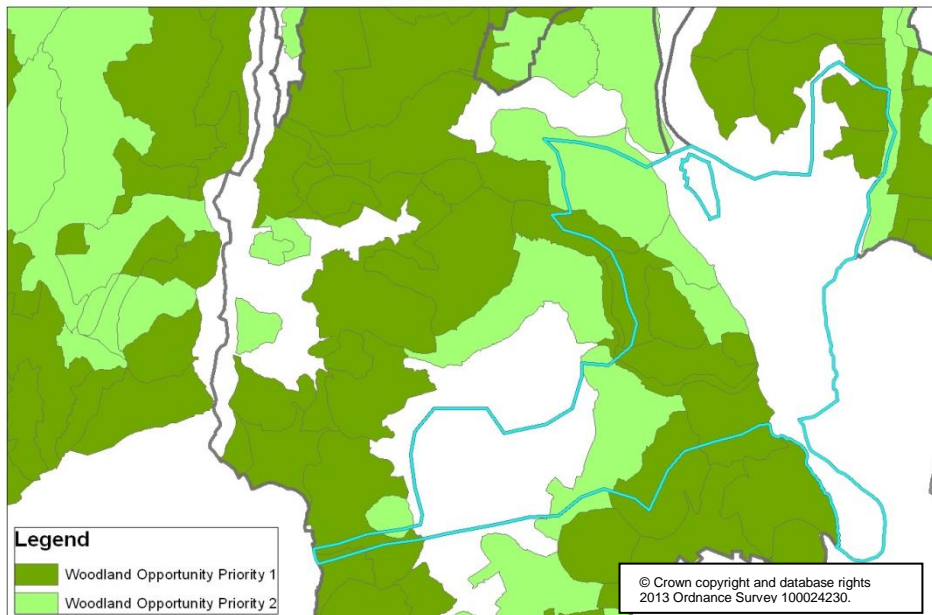 Legend
Woodland Opportunity Priority 1
Woodland Opportunity Priority 2
© Crown copyright and database rights
2013 Ordnance Survey 100024230.